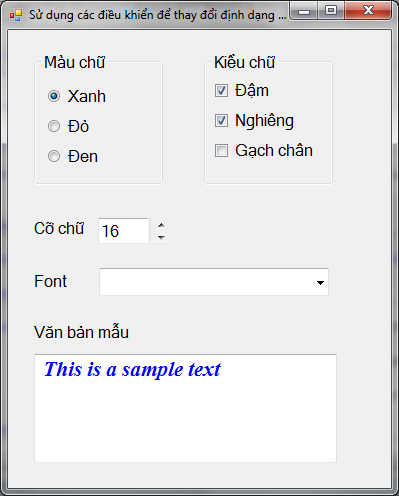 Sử dụng các điều khiển để thay đổi định dạng ...
Màu chữ
Xanh
Đỏ
Đen
Kiểu chữ
Đậm
Nghiêng
Gạch chân
Cỡ chữ 16
Font
Văn bản mẫu
This is a sample text